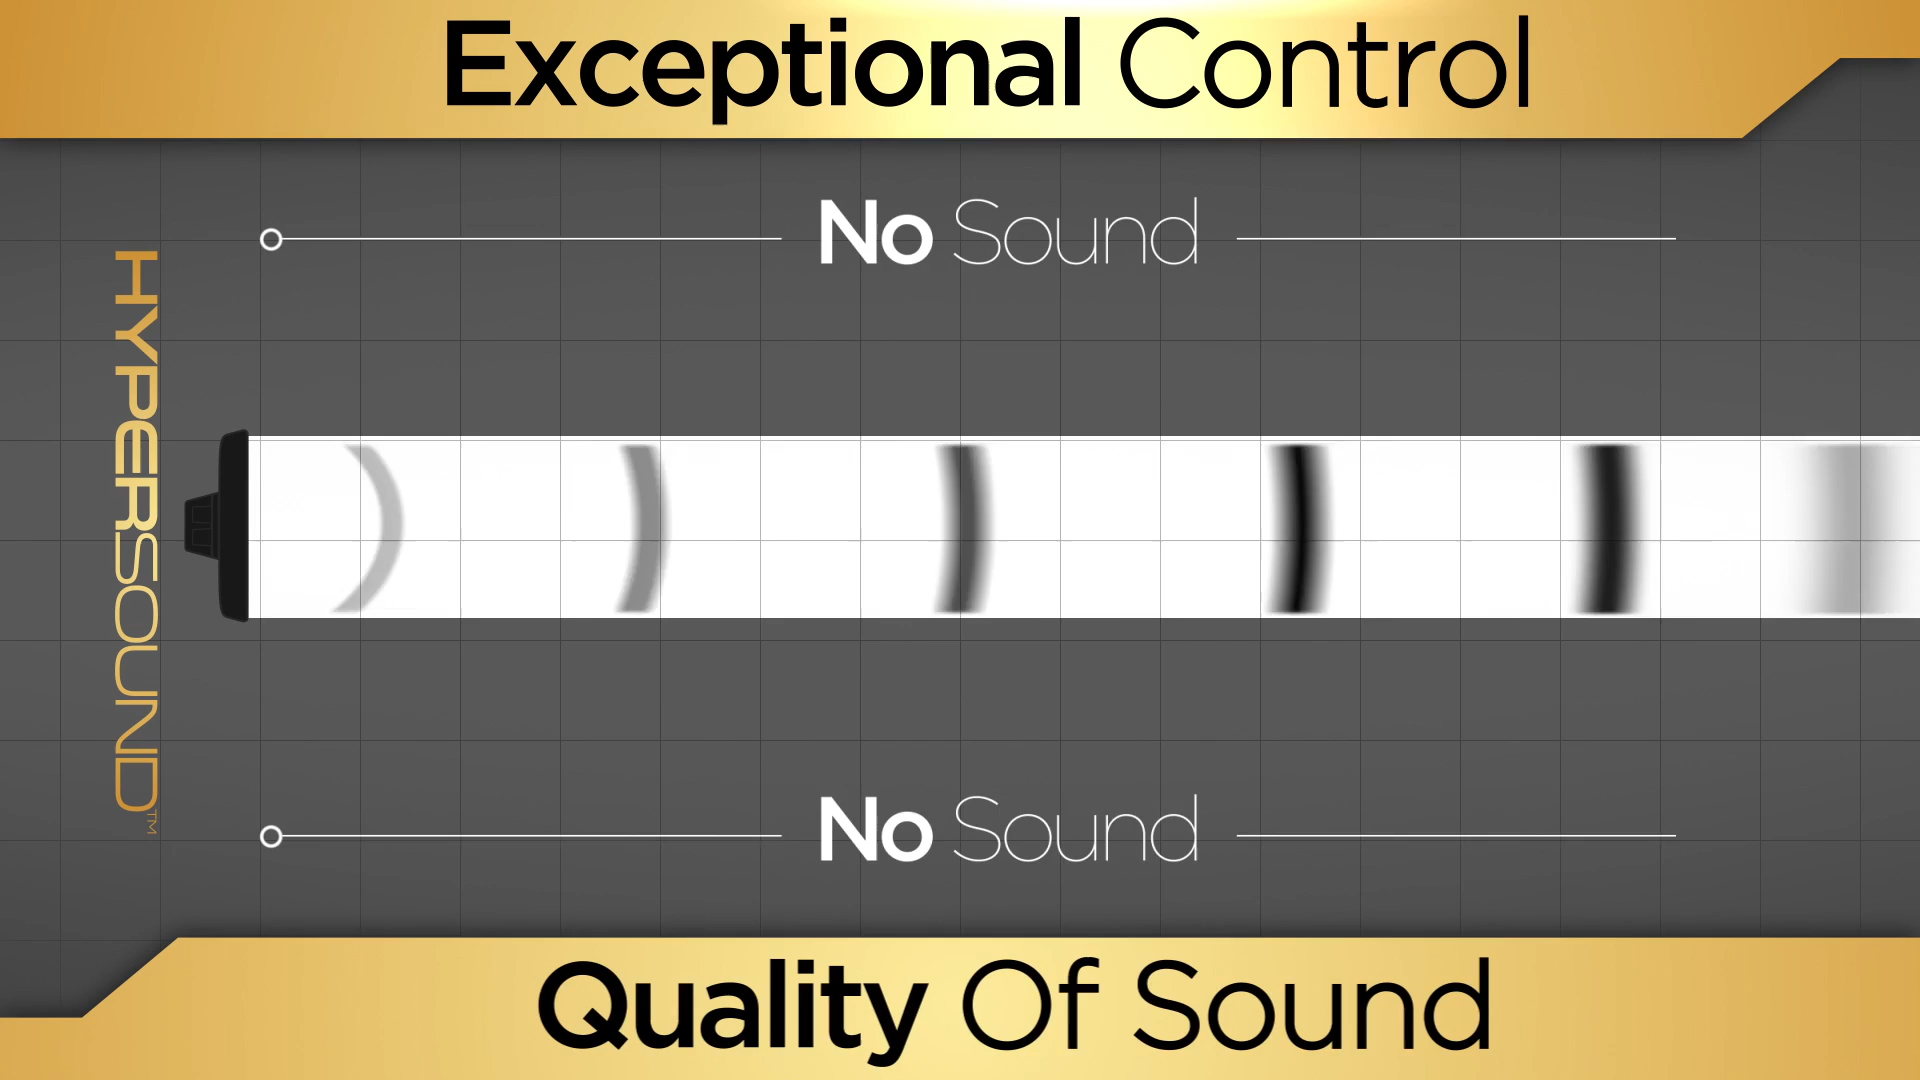 Exceptional Control
No Sound
HYPERSOUND™
No Sound
Quality Of Sound